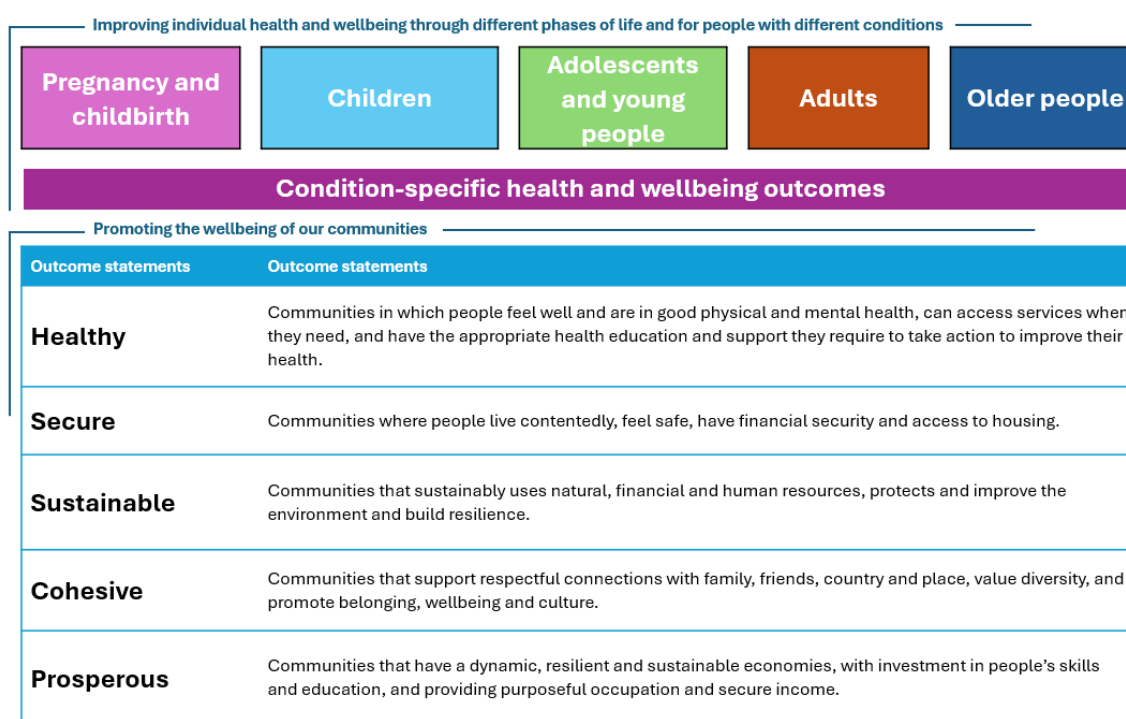 Improving individual health and wellbeing through different phases of life and for people with different conditions
Pregnancy and
childbirth
Children
Adolescents
and young
people
Adults
Older people
Condition-specific health and wellbeing outcomes
Promoting the wellbeing of our communities
Outcome statements
Outcome statements
Healthy
Communities in which people feel well and are in good physical and mental health, can access services when
they need, and have the appropriate health education and support they require to take action to improve their
health.
Secure
Communities where people live contentedly, feel safe, have financial security and access to housing.
Sustainable
Communities that sustainably uses natural, financial and human resources, protects and improve the
environment and build resilience.
Cohesive
Communities that support respectful connections with family, friends, country and place, value diversity, and
promote belonging, wellbeing and culture.
Prosperous
Communities that have a dynamic, resilient and sustainable economies, with investment in people’s skills
and education, and providing purposeful occupation and secure income.